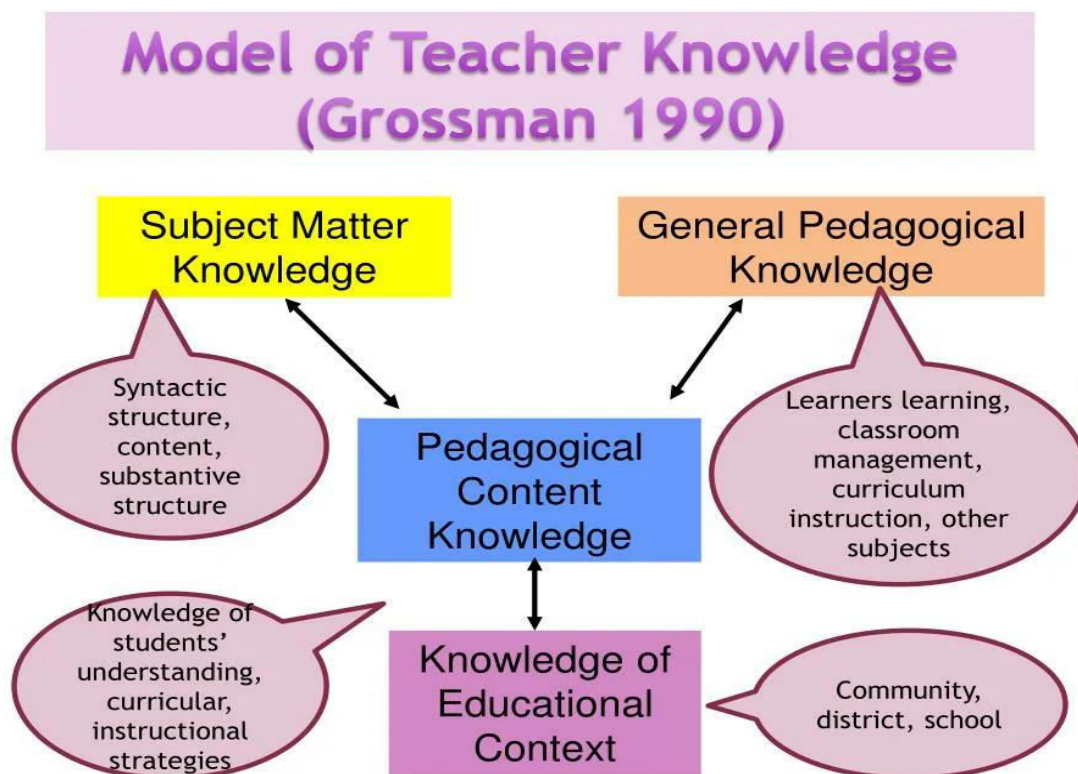 Model of Teacher Knowledge
(Grossman 1990)
Subject Matter
Knowledge
General Pedagogical
Knowledge
Syntactic
structure,
content,
substantive
structure
Learners learning,
classroom
management,
curriculum
instruction, other
subjects
Pedagogical
Content
Knowledge
Knowledge of
students’
understanding,
curricular,
instructional
strategies
Knowledge of
Educational
Context
Community,
district, school